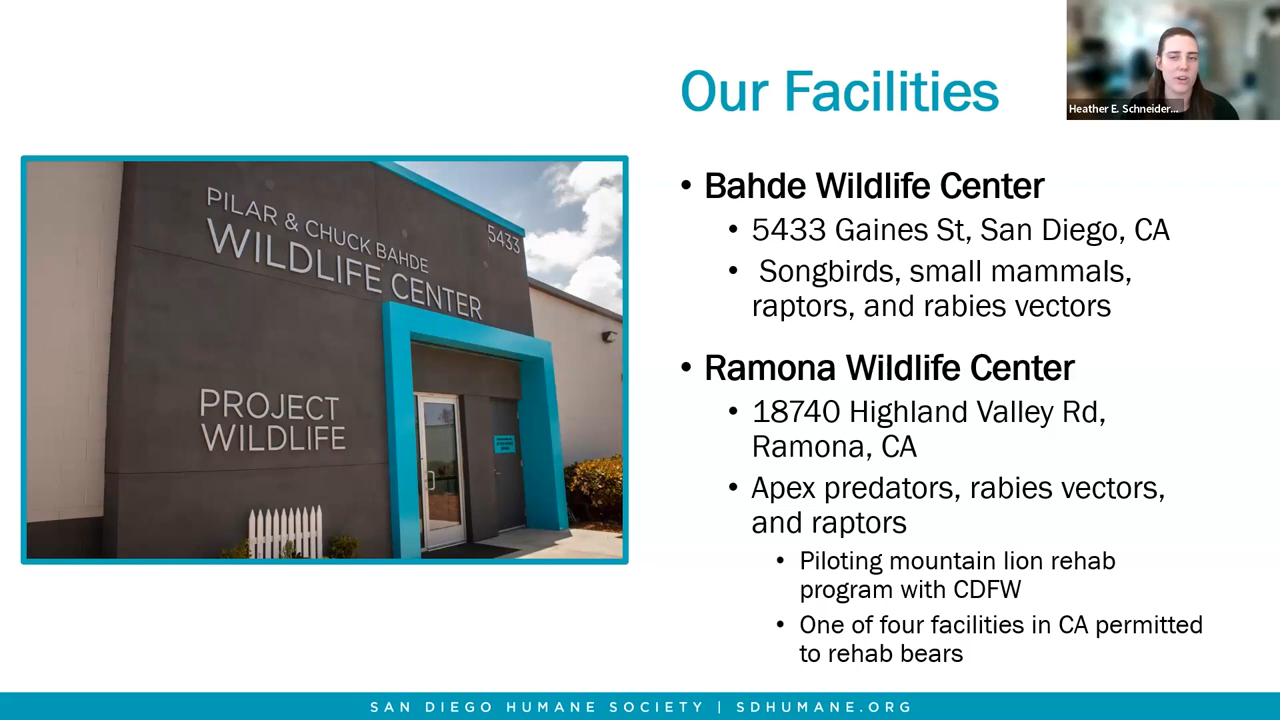 Our Facilities
Heather E. Schneider...
PILAR & CHUCK BAHDE
WILDLIFE CENTER
5433
PROJECT
WILDLIFE
• Bahde Wildlife Center
• 5433 Gaines St, San Diego, CA
• Songbirds, small mammals,
raptors, and rabies vectors
• Ramona Wildlife Center
• 18740 Highland Valley Rd,
Ramona, CA
• Apex predators, rabies vectors,
and raptors
• Piloting mountain lion rehab
program with CDFW
• One of four facilities in CA permitted
to rehab bears
SAN DIEGO HUMANE SOCIETY | SDHUMANE.ORG